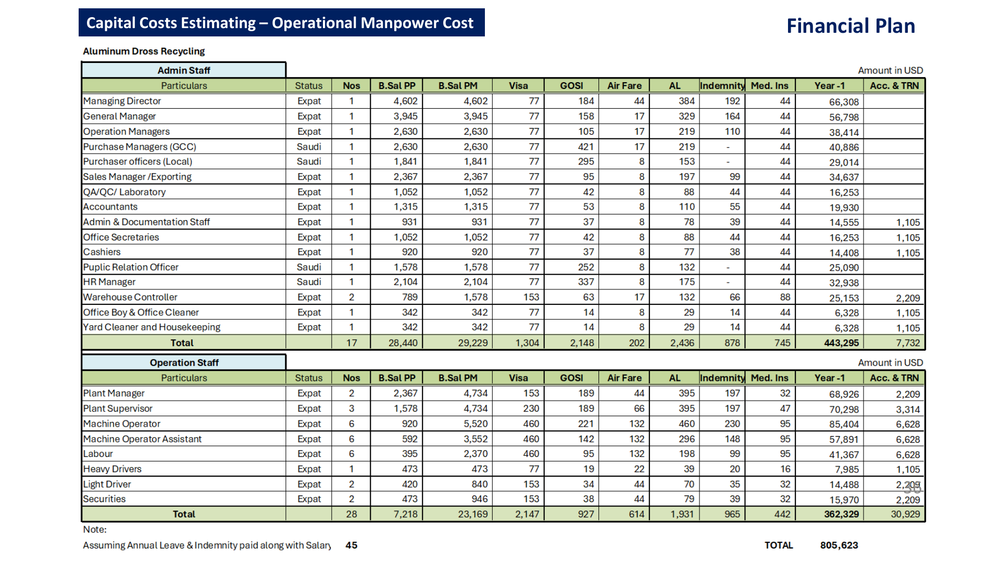 Capital Costs Estimating – Operational Manpower Cost
Financial Plan
Aluminum Dross Recycling
Admin Staff
Amount in USD
Particulars Status Nos B.Sal PP B.Sal PM Visa GOSI Air Fare AL Indemnity Med. Ins Year -1 Acc. & TRN
Managing Director Expat 1 4,602 4,602 77 184 44 384 192 44 66,308
General Manager Expat 1 3,945 3,945 77 158 17 329 164 44 56,798
Operation Managers Expat 1 2,630 2,630 77 105 17 219 110 44 38,414
Purchase Managers (GCC) Saudi 1 2,630 2,630 77 421 17 219 - 44 40,886
Purchaser officers (Local) Saudi 1 1,841 1,841 77 295 8 153 - 44 29,014
Sales Manager /Exporting Expat 1 2,367 2,367 77 95 8 197 99 44 34,637
QA/QC/ Laboratory Expat 1 1,052 1,052 77 42 8 88 44 44 16,253
Accountants Expat 1 1,315 1,315 77 53 8 110 55 44 19,930
Admin & Documentation Staff Expat 1 931 931 77 37 8 78 39 44 14,555 1,105
Office Secretaries Expat 1 1,052 1,052 77 42 8 88 44 44 16,253 1,105
Cashiers Expat 1 920 920 77 37 8 77 38 44 14,408 1,105
Puplic Relation Officer Saudi 1 1,578 1,578 77 252 8 132 - 44 25,090
HR Manager Saudi 1 2,104 2,104 77 337 8 175 - 44 32,938
Warehouse Controller Expat 2 789 1,578 153 63 17 132 66 88 25,153 2,209
Office Boy & Office Cleaner Expat 1 342 342 77 14 8 29 14 44 6,328 1,105
Yard Cleaner and Housekeeping Expat 1 342 342 77 14 8 29 14 44 6,328 1,105
Total 17 28,440 29,229 1,304 2,148 202 2,436 878 745 443,295 7,732
Operation Staff
Amount in USD
Particulars Status Nos B.Sal PP B.Sal PM Visa GOSI Air Fare AL Indemnity Med. Ins Year -1 Acc. & TRN
Plant Manager Expat 2 2,367 4,734 153 189 44 395 197 32 68,926 2,209
Plant Supervisor Expat 3 1,578 4,734 230 189 66 395 197 47 70,298 3,314
Machine Operator Expat 6 920 5,520 460 221 132 460 230 95 85,404 6,628
Machine Operator Assistant Expat 6 592 3,552 460 142 132 296 148 95 57,891 6,628
Labour Expat 6 395 2,370 460 95 132 198 99 95 41,367 6,628
Heavy Drivers Expat 1 473 473 77 19 22 39 20 16 7,985 1,105
Light Driver Expat 2 420 840 153 34 44 70 35 32 14,488 2,209
36
Securities Expat 2 473 946 153 38 44 79 39 32 15,970 2,209
Total 28 7,218 23,169 2,147 927 614 1,931 965 442 362,329 30,929
Note:
Assuming Annual Leave & Indemnity paid along with Salary 45 TOTAL 805,623